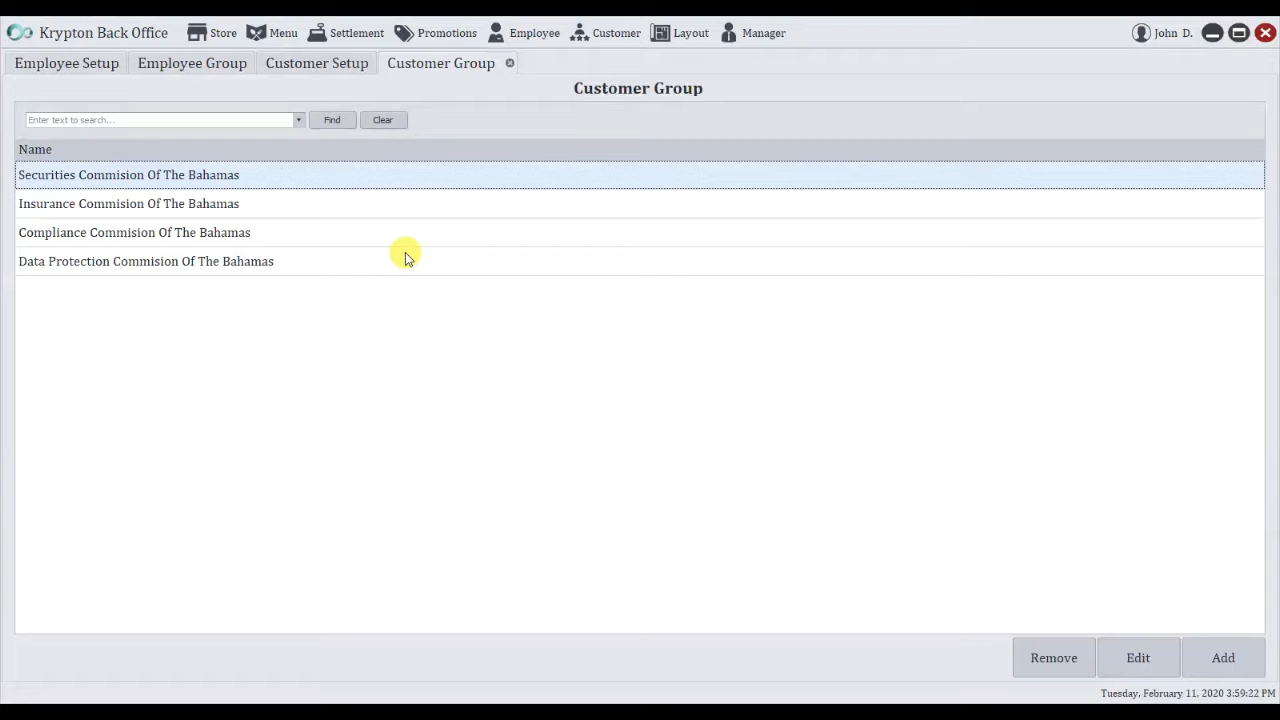 Krypton Back Office Store Menu Settlement Promotions Employee Customer Layout Manager John D.
Employee Setup Employee Group Customer Setup Customer Group
Customer Group
Enter text to search... Find Clear
Name
Securities Commision Of The Bahamas
Insurance Commision Of The Bahamas
Compliance Commision Of The Bahamas
Data Protection Commision Of The Bahamas
Remove Edit Add
Tuesday, February 11, 2020 3:59:22 PM